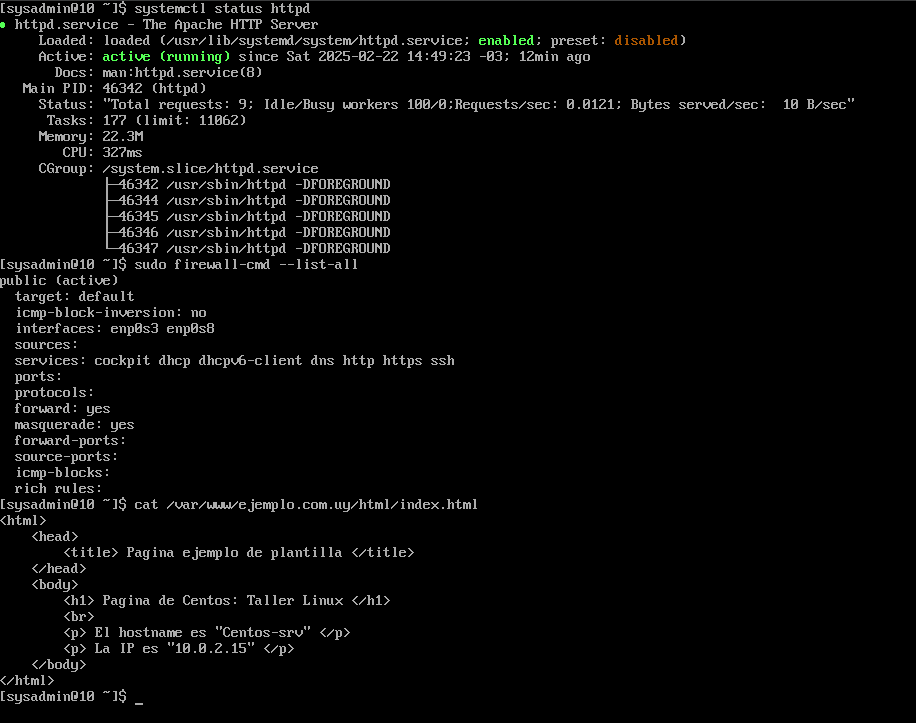 [sysadmin@10 ~]$ systemctl status httpd
● httpd.service - The Apache HTTP Server
     Loaded: loaded (/usr/lib/systemd/system/httpd.service; enabled; preset: disabled)
     Active: active (running) since Sat 2025-02-22 14:49:23 -03; 12min ago
       Docs: man:httpd.service(8)
   Main PID: 46342 (httpd)
     Status: "Total requests: 9; Idle/Busy workers 100/0;Requests/sec: 0.0121; Bytes served/sec:  10 B/sec"
      Tasks: 177 (limit: 11062)
     Memory: 22.3M
        CPU: 327ms
     CGroup: /system.slice/httpd.service
             ├─46342 /usr/sbin/httpd -DFOREGROUND
             ├─46344 /usr/sbin/httpd -DFOREGROUND
             ├─46345 /usr/sbin/httpd -DFOREGROUND
             ├─46346 /usr/sbin/httpd -DFOREGROUND
             └─46347 /usr/sbin/httpd -DFOREGROUND
[sysadmin@10 ~]$ sudo firewall-cmd --list-all
public (active)
  target: default
  icmp-block-inversion: no
  interfaces: enp0s3 enp0s8
  sources:
  services: cockpit dhcp dhcpv6-client dns http https ssh
  ports:
  protocols:
  forward: yes
  masquerade: yes
  forward-ports:
  source-ports:
  icmp-blocks:
  rich rules:
[sysadmin@10 ~]$ cat /var/www/ejemplo.com.uy/html/index.html
<html>
    <head>
        <title> Pagina ejemplo de plantilla </title>
    </head>
    <body>
        <h1> Pagina de Centos: Taller Linux </h1>
        <br>
        <p> El hostname es "Centos-srv" </p>
        <p> La IP es "10.0.2.15" </p>
    </body>
</html>
[sysadmin@10 ~]$ _